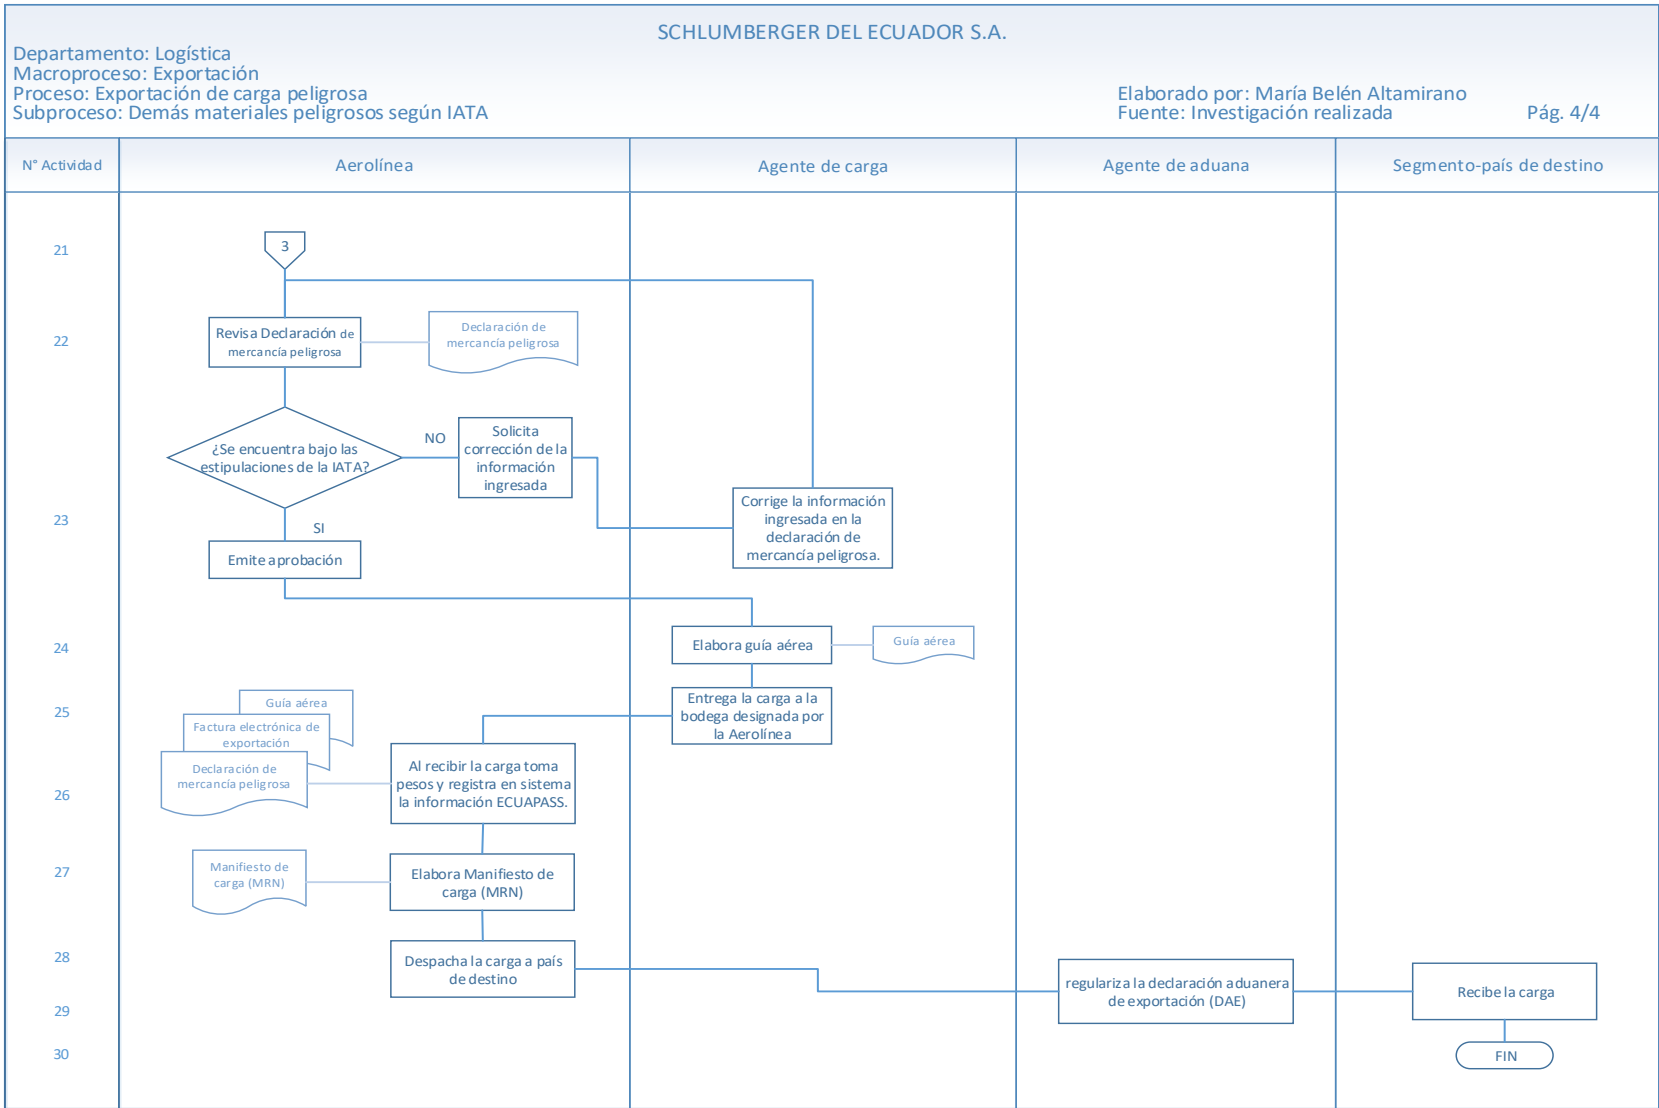 SCHLUMBERGER DEL ECUADOR S.A.
Departamento: Logística
Macroproceso: Exportación
Proceso: Exportación de carga peligrosa
Subproceso: Demás materiales peligrosos según IATA
Elaborado por: María Belén Altamirano
Fuente: Investigación realizada
Pág. 4/4
N° Actividad
Aerolínea
Agente de carga
Agente de aduana
Segmento-país de destino
21
3
22
Revisa Declaración de
mercancía peligrosa
Declaración de
mercancía peligrosa
¿Se encuentra bajo las
estipulaciones de la IATA?
NO
Solicita
corrección de la
información
ingresada
23
Corrige la información
ingresada en la
declaración de
mercancía peligrosa.
SI
Emite aprobación
24
Elabora guía aérea
Guía aérea
25
Entrega la carga a la
bodega designada por
la Aerolínea
Guía aérea
Factura electrónica de
exportación
Declaración de
mercancía peligrosa
26
Al recibir la carga toma
pesos y registra en sistema
la información ECUAPASS.
27
Manifiesto de
carga (MRN)
Elabora Manifiesto de
carga (MRN)
28
Despacha la carga a país
de destino
regulariza la declaración aduanera
de exportación (DAE)
Recibe la carga
29
30
FIN